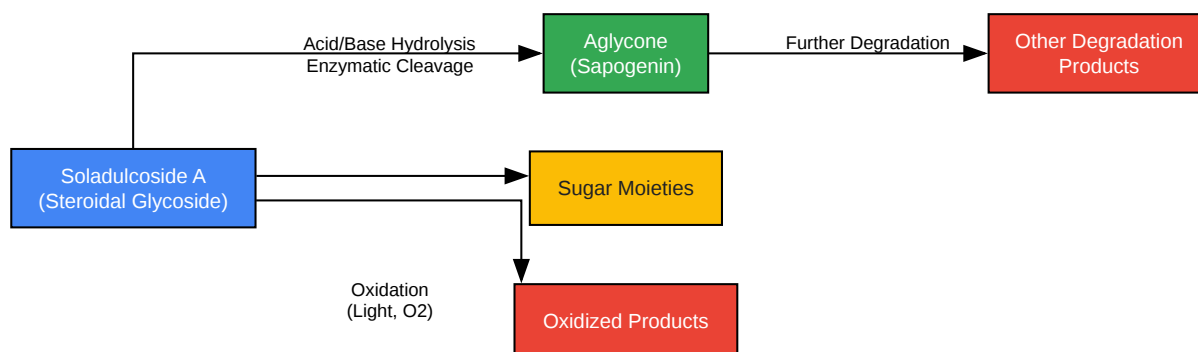 Acid/Base Hydrolysis
Enzymatic Cleavage
Aglycone
(Sapogenin)
Further Degradation
Other Degradation
Products
Soladulcoside A
(Steroidal Glycoside)
Sugar Moieties
Oxidation
(Light, O2)
Oxidized Products